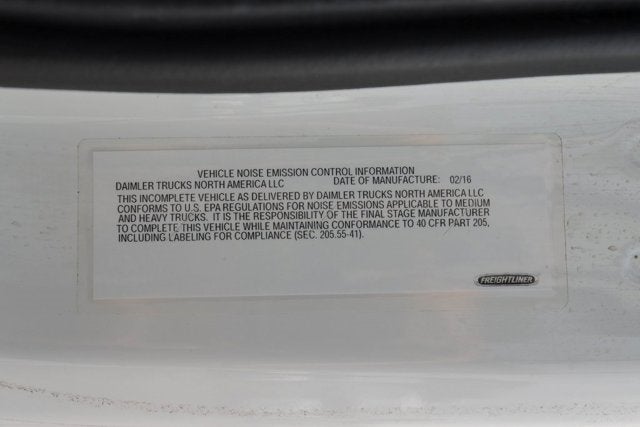 VEHICLE NOISE EMISSION CONTROL INFORMATION
DAIMLER TRUCKS NORTH AMERICA LLC DATE OF MANUFACTURE: 02/16
THIS INCOMPLETE VEHICLE AS DELIVERED BY DAIMLER TRUCKS NORTH AMERICA LLC
CONFORMS TO U.S. EPA REGULATIONS FOR NOISE EMISSIONS APPLICABLE TO MEDIUM
AND HEAVY TRUCKS. IT IS THE RESPONSIBILITY OF THE FINAL STAGE MANUFACTURER
TO COMPLETE THIS VEHICLE WHILE MAINTAINING CONFORMANCE TO 40 CFR PART 205,
INCLUDING LABELING FOR COMPLIANCE (SEC. 205.55-41).
FREIGHTLINER